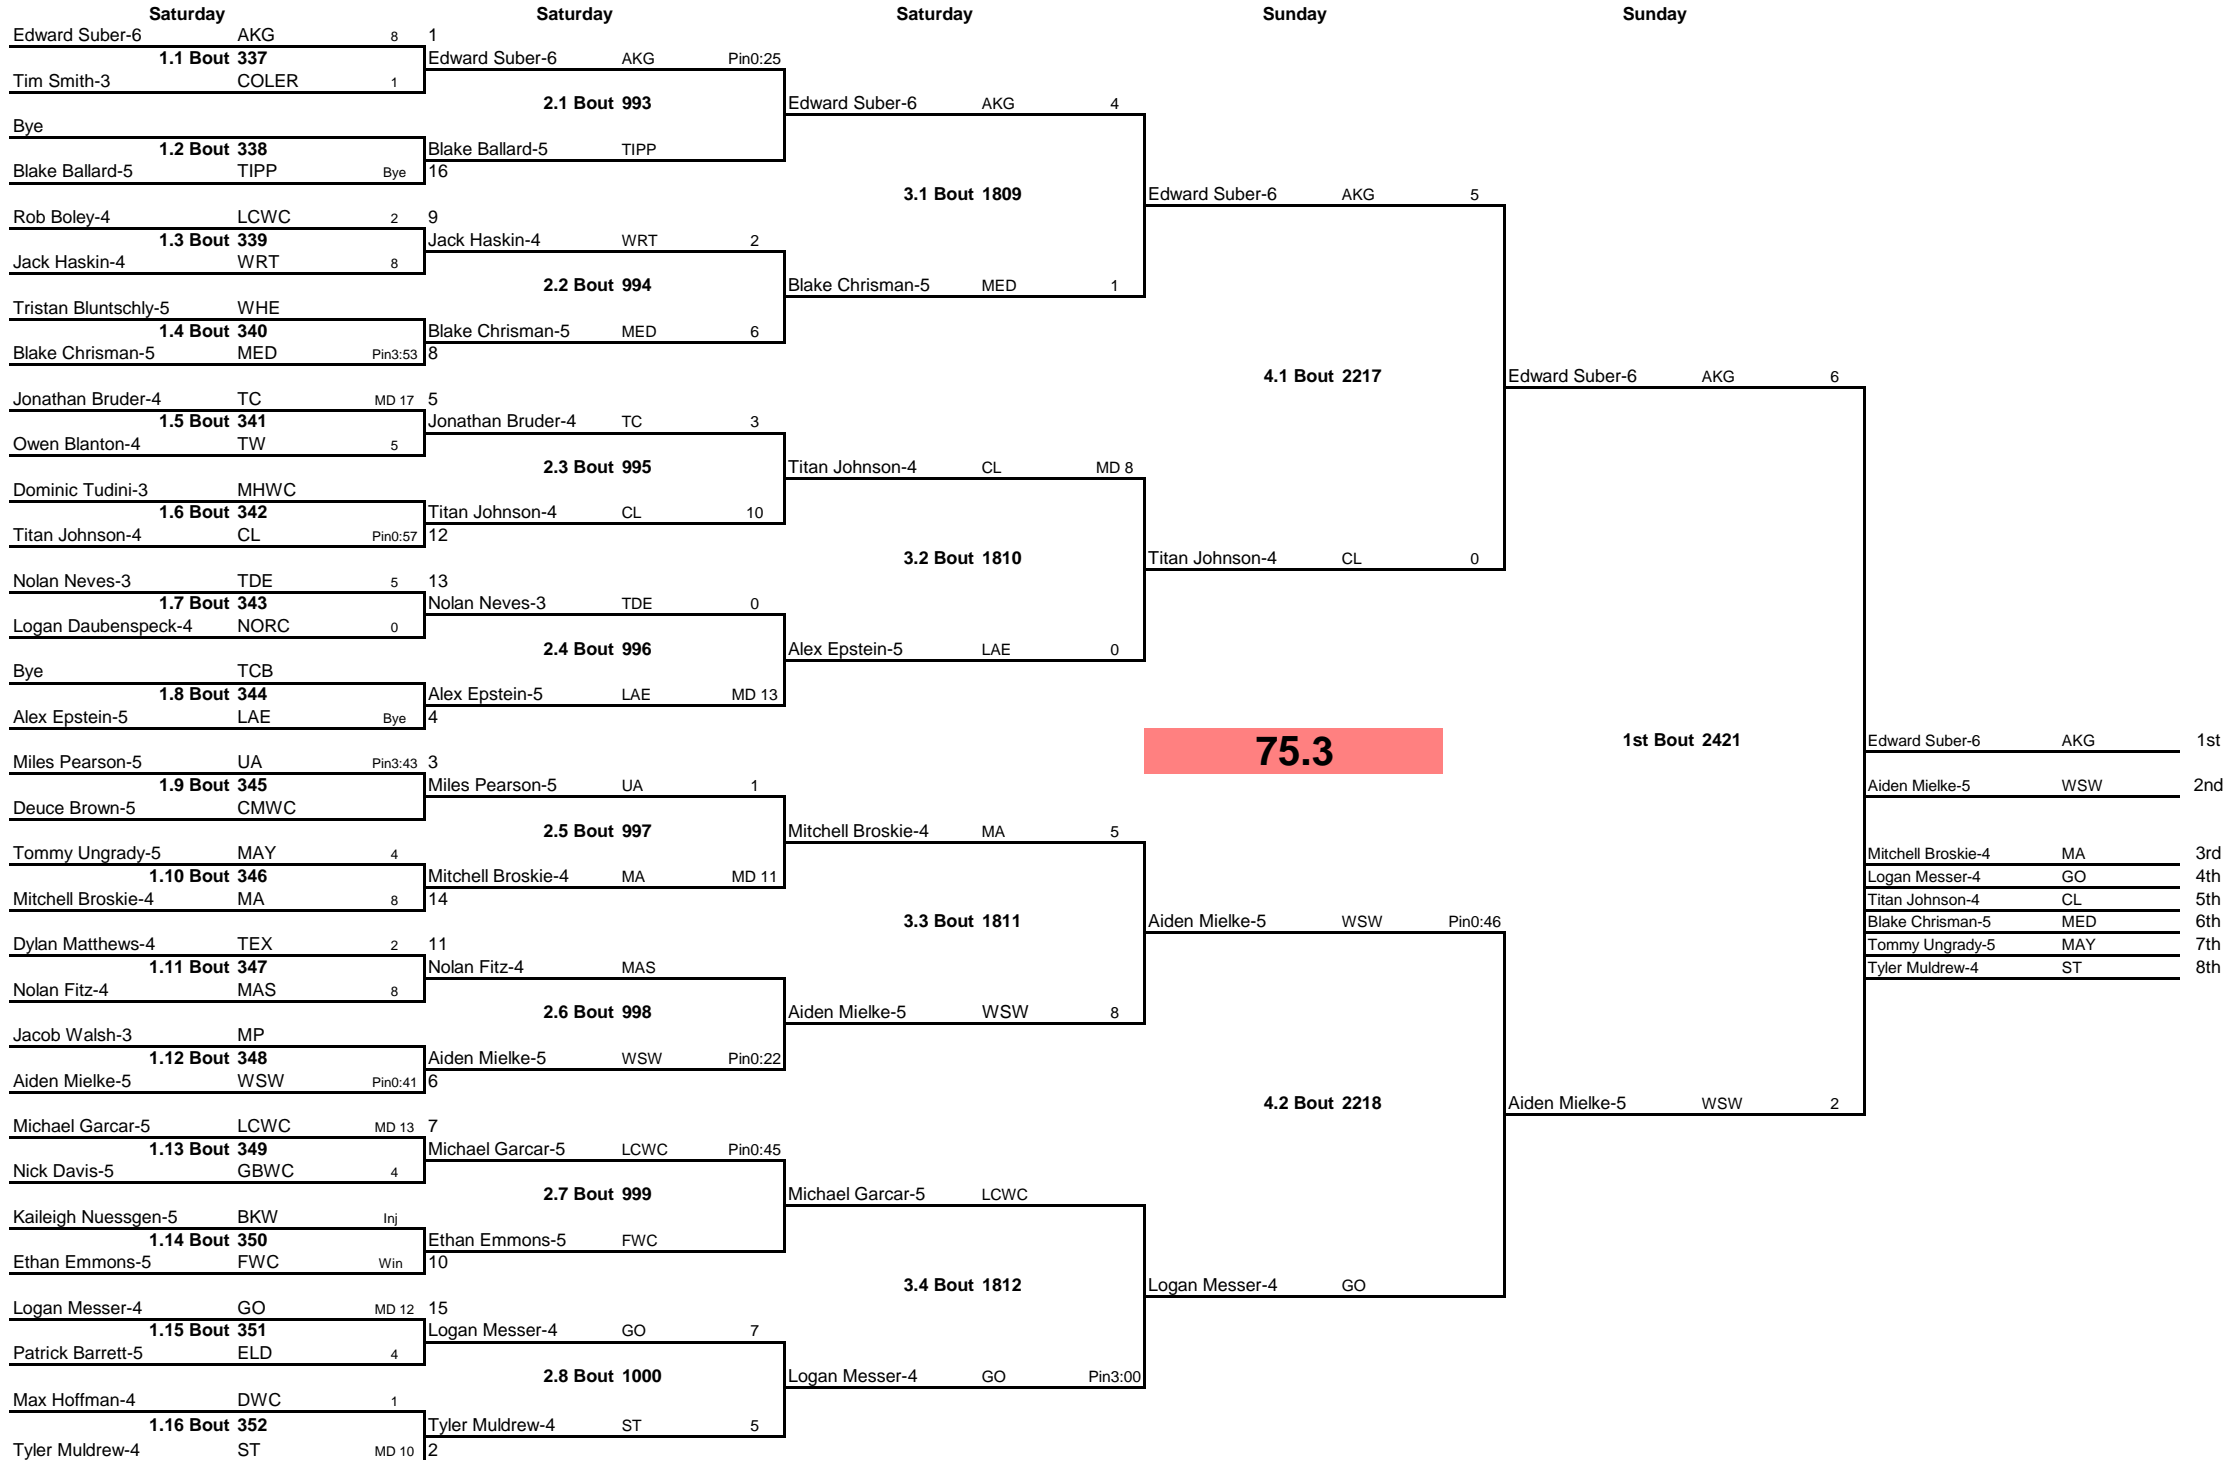 Saturday Saturday Saturday Sunday Sunday
Edward Suber-6 AKG 8 1
1.1 Bout 337
Edward Suber-6 AKG Pin0:25
Tim Smith-3 COLER 1
2.1 Bout 993
Edward Suber-6 AKG 4
Bye
1.2 Bout 338
Blake Ballard-5 TIPP
Blake Ballard-5 TIPP Bye 16
3.1 Bout 1809
Edward Suber-6 AKG 5
Rob Boley-4 LCWC 2 9
1.3 Bout 339
Jack Haskin-4 WRT 2
Jack Haskin-4 WRT 8
2.2 Bout 994
Blake Chrisman-5 MED 1
Tristan Bluntschly-5 WHE
1.4 Bout 340
Blake Chrisman-5 MED 6
Blake Chrisman-5 MED Pin3:53 8
4.1 Bout 2217
Edward Suber-6 AKG 6
Jonathan Bruder-4 TC MD 17 5
1.5 Bout 341
Jonathan Bruder-4 TC 3
Owen Blanton-4 TW 5
2.3 Bout 995
Titan Johnson-4 CL MD 8
Dominic Tudini-3 MHWC
1.6 Bout 342
Titan Johnson-4 CL 10
Titan Johnson-4 CL Pin0:57 12
3.2 Bout 1810
Titan Johnson-4 CL 0
Nolan Neves-3 TDE 5 13
1.7 Bout 343
Nolan Neves-3 TDE 0
Logan Daubenspeck-4 NORC 0
2.4 Bout 996
Alex Epstein-5 LAE 0
Bye TCB
1.8 Bout 344
Alex Epstein-5 LAE MD 13
Alex Epstein-5 LAE Bye 4
75.3
1st Bout 2421
Edward Suber-6 AKG 1st
Miles Pearson-5 UA Pin3:43 3
1.9 Bout 345
Miles Pearson-5 UA 1
Aiden Mielke-5 WSW 2nd
Deuce Brown-5 CMWC
2.5 Bout 997
Mitchell Broskie-4 MA 5
Tommy Ungrady-5 MAY 4
Mitchell Broskie-4 MA 3rd
1.10 Bout 346
Mitchell Broskie-4 MA MD 11
Logan Messer-4 GO 4th
Mitchell Broskie-4 MA 8 14
Titan Johnson-4 CL 5th
3.3 Bout 1811
Aiden Mielke-5 WSW Pin0:46
Blake Chrisman-5 MED 6th
Dylan Matthews-4 TEX 2 11
Tommy Ungrady-5 MAY 7th
1.11 Bout 347
Nolan Fitz-4 MAS
Tyler Muldrew-4 ST 8th
Nolan Fitz-4 MAS 8
2.6 Bout 998
Aiden Mielke-5 WSW 8
Jacob Walsh-3 MP
1.12 Bout 348
Aiden Mielke-5 WSW Pin0:22
Aiden Mielke-5 WSW Pin0:41 6
4.2 Bout 2218
Aiden Mielke-5 WSW 2
Michael Garcar-5 LCWC MD 13 7
1.13 Bout 349
Michael Garcar-5 LCWC Pin0:45
Nick Davis-5 GBWC 4
2.7 Bout 999
Michael Garcar-5 LCWC
Kaileigh Nuessgen-5 BKW Inj
1.14 Bout 350
Ethan Emmons-5 FWC
Ethan Emmons-5 FWC Win 10
3.4 Bout 1812
Logan Messer-4 GO
Logan Messer-4 GO MD 12 15
1.15 Bout 351
Logan Messer-4 GO 7
Patrick Barrett-5 ELD 4
2.8 Bout 1000
Logan Messer-4 GO Pin3:00
Max Hoffman-4 DWC 1
1.16 Bout 352
Tyler Muldrew-4 ST 5
Tyler Muldrew-4 ST MD 10 2